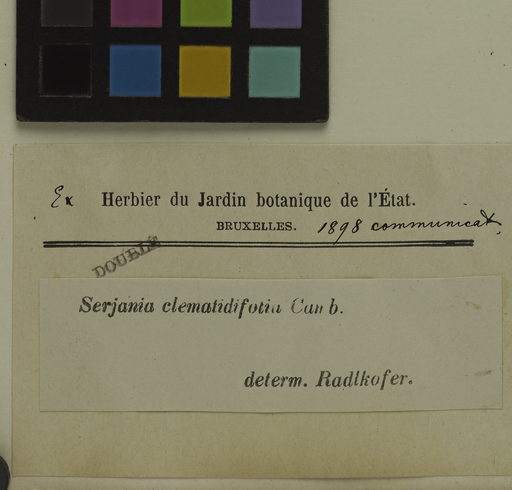 Ex Herbier du Jardin botanique de l'État.
BRUXELLES. 1898 communicat.
DOUBLE
Serjania clematidifolia Camb.
determ. Radlkofer.